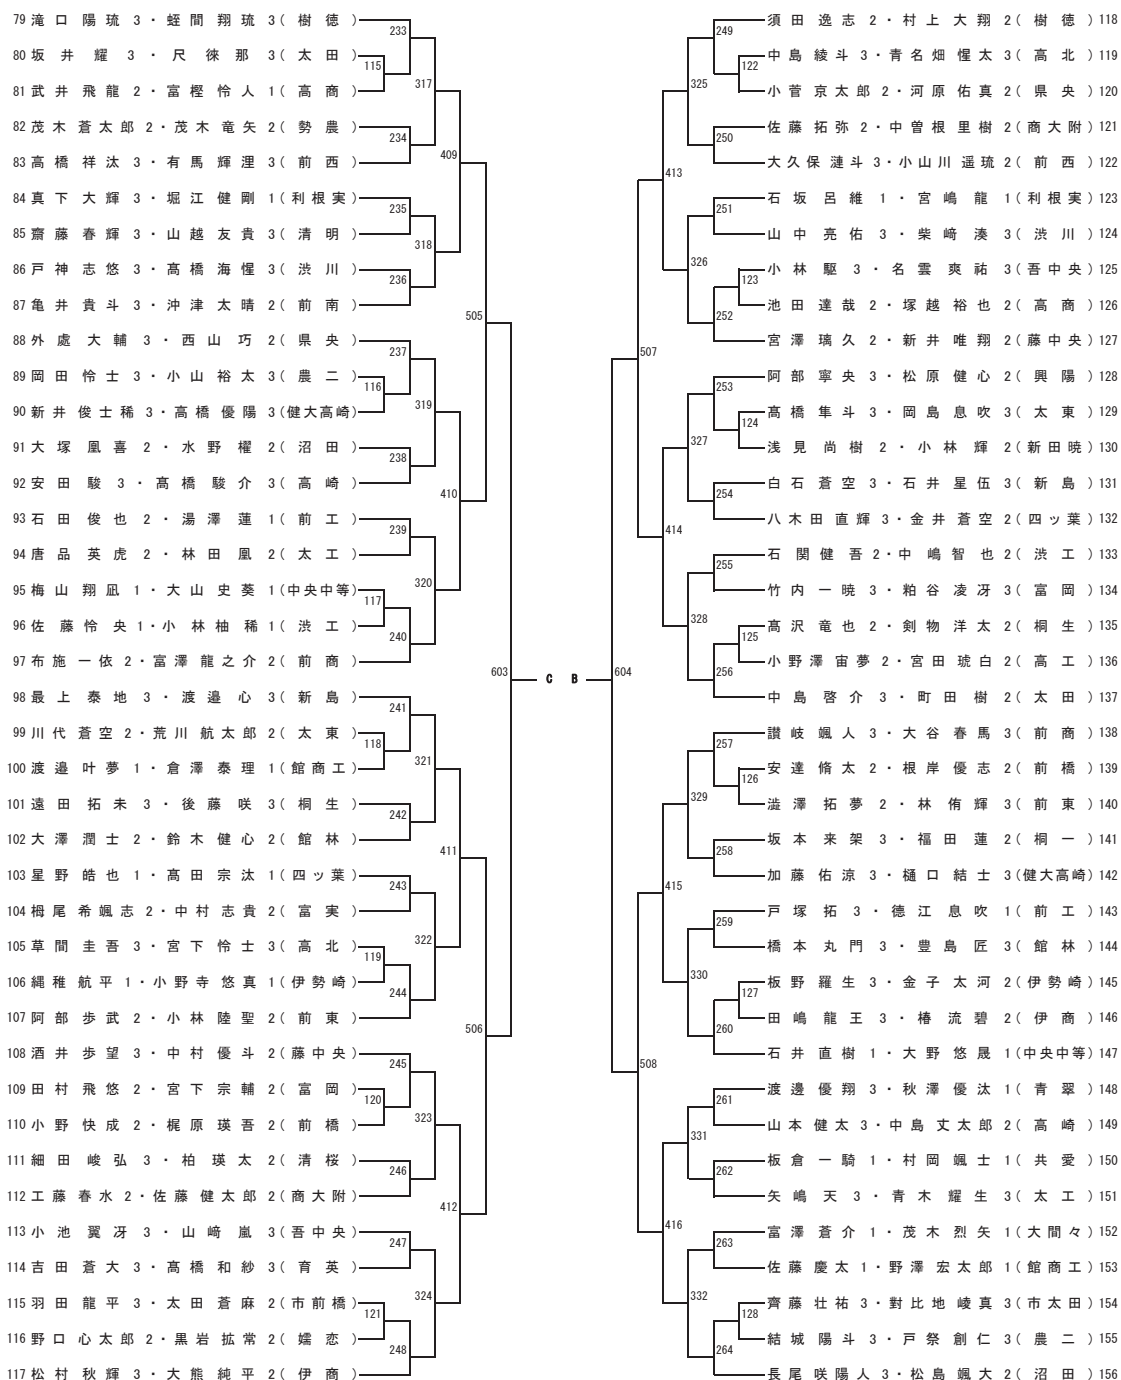 79 滝口陽琉 3・蛭間翔琉 3(樹徳)
80 坂井耀 3・尺徠那 3(太田)
81 武井飛龍 2・富樫怜人 1(高商)
82 茂木蒼太郎 2・茂木竜矢 2(勢農)
83 高橋祥汰 3・有馬輝浬 3(前西)
84 真下大輝 3・堀江健剛 1(利根実)
85 齋藤春輝 3・山越友貴 3(清明)
86 戸神志悠 3・髙橋海惺 3(渋川)
87 亀井貴斗 3・沖津太晴 2(前南)
88 外處大輔 3・西山巧 2(県央)
89 岡田怜士 3・小山裕太 3(農二)
90 新井俊士稀 3・高橋優陽 3(健大高崎)
91 大塚凰喜 2・水野櫂 2(沼田)
92 安田駿 3・髙橋駿介 3(高崎)
93 石田俊也 2・湯澤蓮 1(前工)
94 唐品英虎 2・林田凰 2(太工)
95 梅山翔凪 1・大山史葵 1(中央中等)
96 佐藤怜央 1・小林柚稀 1(渋工)
97 布施一依 2・富澤龍之介 2(前商)
98 最上泰地 3・渡邉心 3(新島)
99 川代蒼空 2・荒川航太郎 2(太東)
100 渡邉叶夢 1・倉澤泰理 1(館商工)
101 遠田拓未 3・後藤咲 3(桐生)
102 大澤潤士 2・鈴木健心 2(館林)
103 星野皓也 1・髙田宗汰 1(四ッ葉)
104 栂尾希颯志 2・中村志貴 2(富実)
105 草間圭吾 3・宮下怜士 3(高北)
106 縄稚航平 1・小野寺悠真 1(伊勢崎)
107 阿部歩武 2・小林陸聖 2(前東)
108 酒井歩望 3・中村優斗 2(藤中央)
109 田村飛悠 2・宮下宗輔 2(富岡)
110 小野快成 2・梶原瑛吾 2(前橋)
111 細田峻弘 3・柏瑛太 2(清桜)
112 工藤春水 2・佐藤健太郎 2(商大附)
113 小池翼冴 3・山﨑嵐 3(吾中央)
114 吉田蒼大 3・髙橋和紗 3(育英)
115 羽田龍平 3・太田蒼麻 2(市前橋)
116 野口心太郎 2・黒岩拡常 2(嬬恋)
117 松村秋輝 3・大熊純平 2(伊商)
233
115
317
234
409
235
318
236
505
237
116
319
238
410
239
320
117
240
603
241
118
321
242
411
243
322
119
244
506
245
120
323
246
412
247
324
121
248
C B
249
122
325
250
413
251
326
123
252
507
253
124
327
254
414
255
328
125
256
604
257
126
329
258
415
259
330
127
260
508
261
331
262
416
263
332
128
264
須田逸志 2・村上大翔 2(樹徳) 118
中島綾斗 3・青名畑惺太 3(高北) 119
小菅京太郎 2・河原佑真 2(県央) 120
佐藤拓弥 2・中曽根里樹 2(商大附) 121
大久保漣斗 3・小山川遥琉 2(前西) 122
石坂呂維 1・宮嶋龍 1(利根実) 123
山中亮佑 3・柴﨑湊 3(渋川) 124
小林駆 3・名雲爽祐 3(吾中央) 125
池田達哉 2・塚越裕也 2(高商) 126
宮澤璃久 2・新井唯翔 2(藤中央) 127
阿部寧央 3・松原健心 2(興陽) 128
髙橋隼斗 3・岡島息吹 3(太東) 129
浅見尚樹 2・小林輝 2(新田暁) 130
白石蒼空 3・石井星伍 3(新島) 131
八木田直輝 3・金井蒼空 2(四ッ葉) 132
石関健吾 2・中嶋智也 2(渋工) 133
竹内一暁 3・粕谷凌冴 3(富岡) 134
髙沢竜也 2・剣物洋太 2(桐生) 135
小野澤宙夢 2・宮田琥白 2(高工) 136
中島啓介 3・町田樹 2(太田) 137
讃岐颯人 3・大谷春馬 3(前商) 138
安達脩太 2・根岸優志 2(前橋) 139
澁澤拓夢 2・林侑輝 3(前東) 140
坂本来架 3・福田蓮 2(桐一) 141
加藤佑涼 3・樋口結士 3(健大高崎) 142
戸塚拓 3・徳江息吹 1(前工) 143
橋本丸門 3・豊島匠 3(館林) 144
板野羅生 3・金子太河 2(伊勢崎) 145
田嶋龍王 3・椿流碧 2(伊商) 146
石井直樹 1・大野悠晟 1(中央中等) 147
渡邊優翔 3・秋澤優汰 1(青翠) 148
山本健太 3・中島丈太郎 2(高崎) 149
板倉一騎 1・村岡颯士 1(共愛) 150
矢嶋天 3・青木耀生 3(太工) 151
富澤蒼介 1・茂木烈矢 1(大間々) 152
佐藤慶太 1・野澤宏太郎 1(館商工) 153
齊藤壮祐 3・對比地崚真 3(市太田) 154
結城陽斗 3・戸祭創仁 3(農二) 155
長尾咲陽人 3・松島颯大 2(沼田) 156